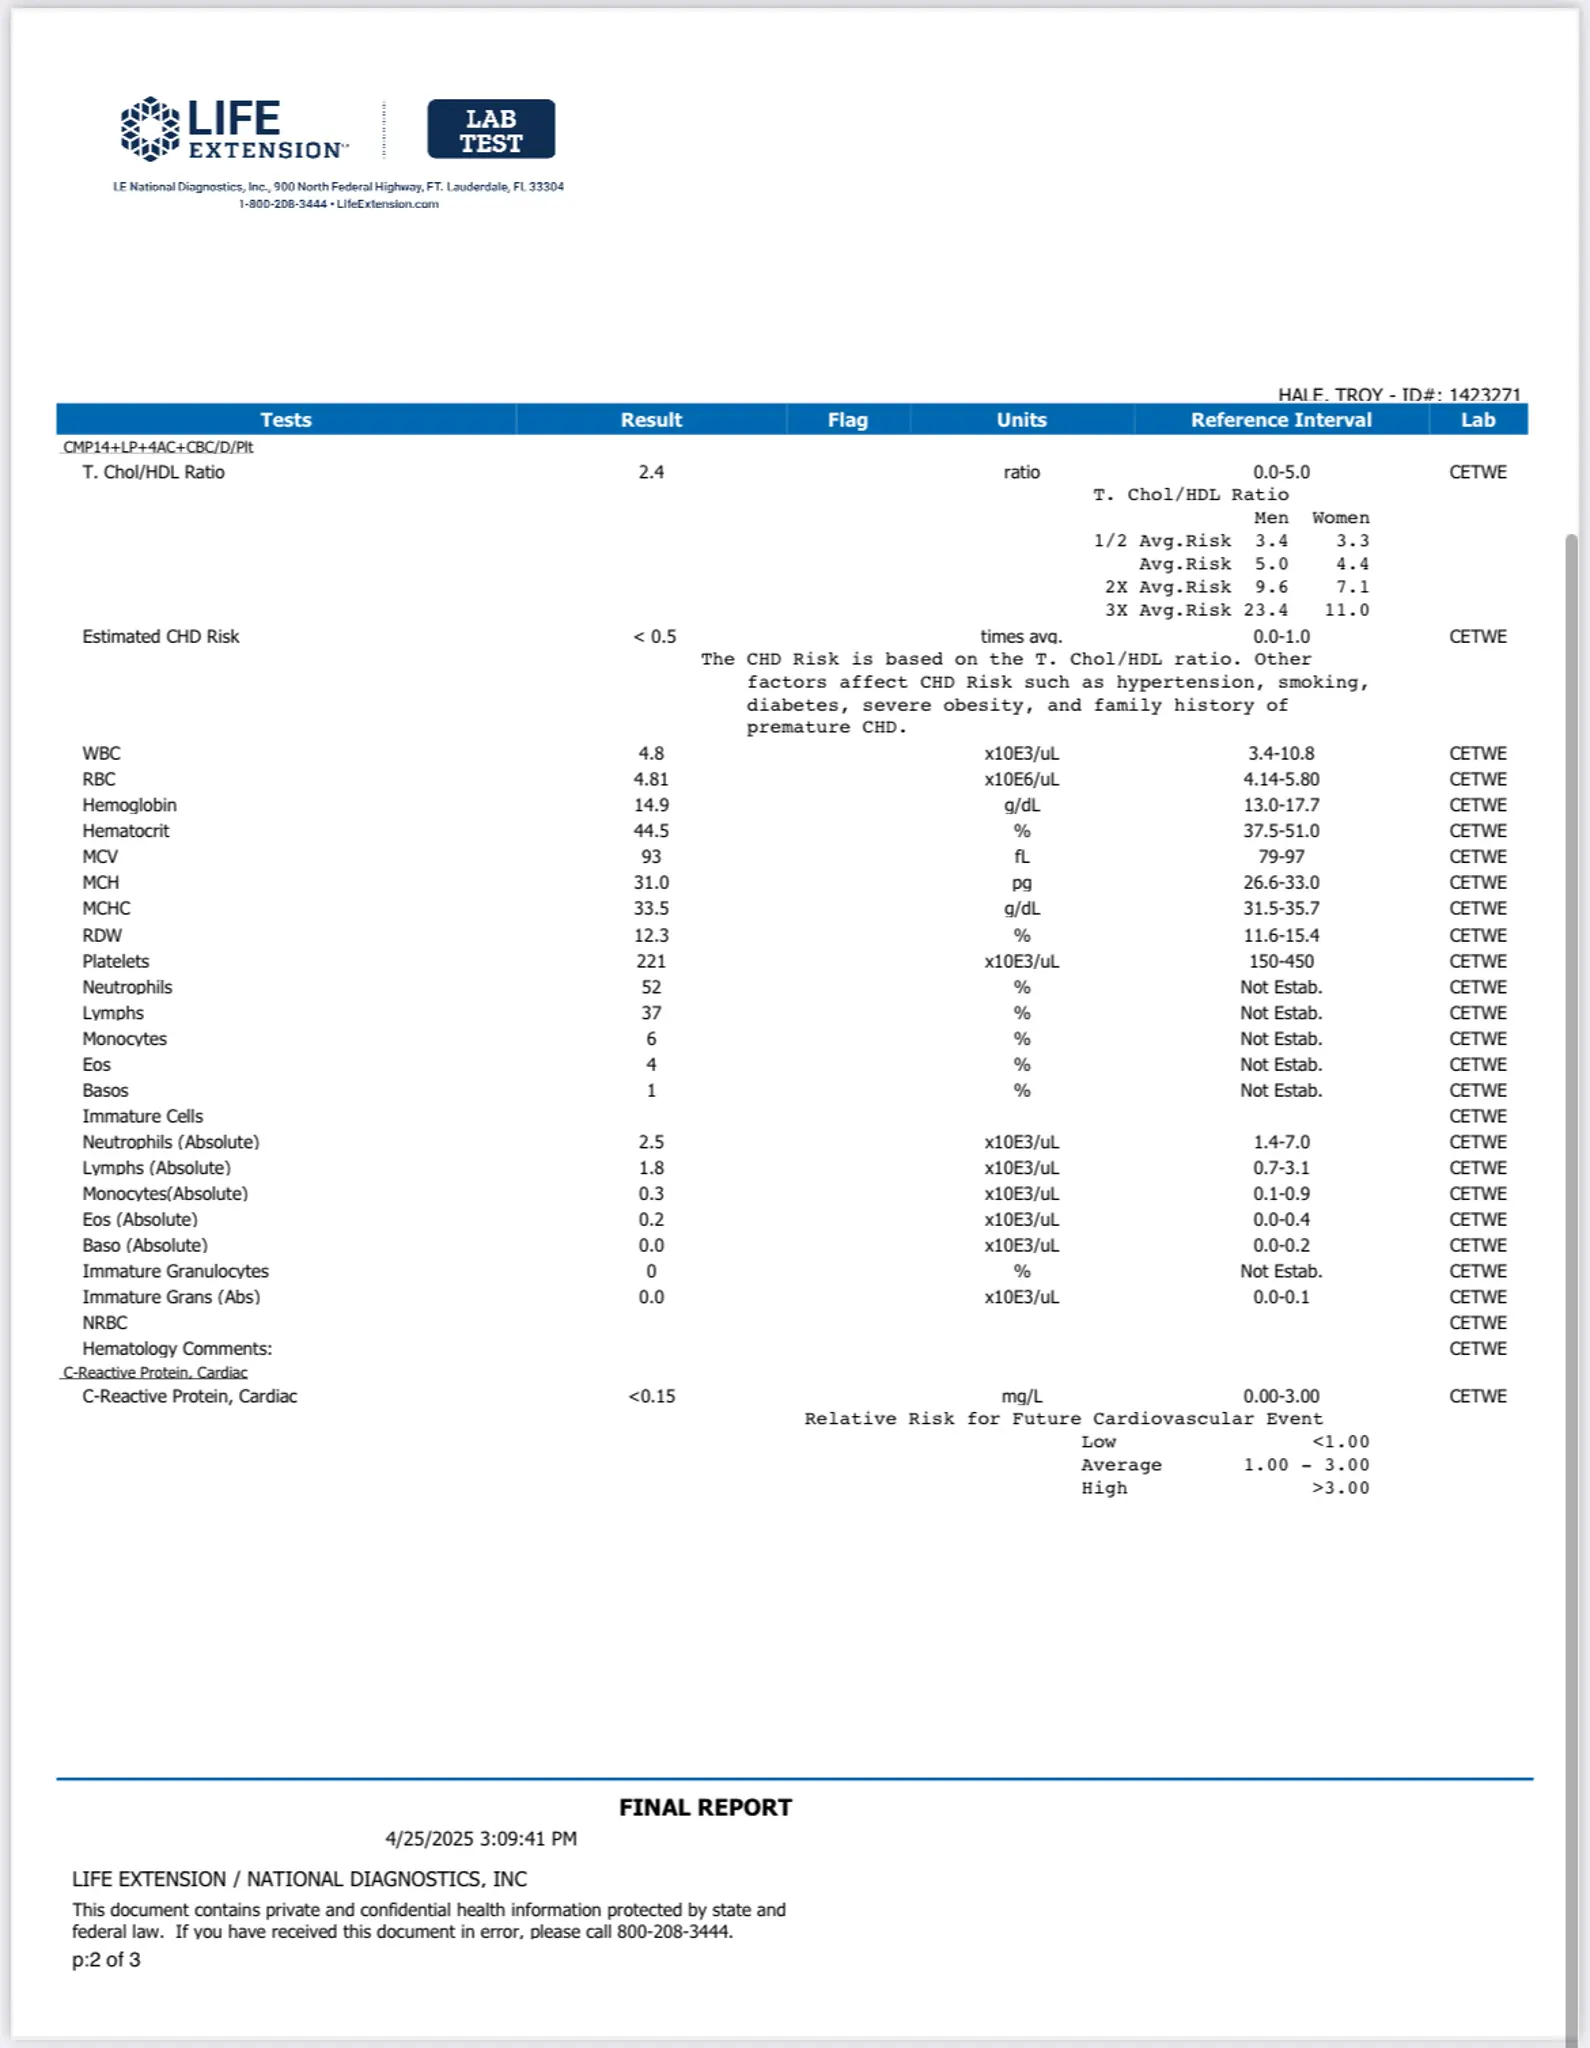 LIFE
EXTENSION™
LAB
TEST
LE National Diagnostics, Inc., 900 North Federal Highway, FT. Lauderdale, FL 33304
1-800-208-3444 • LifeExtension.com
HALE, TROY - ID#: 1423271
Tests Result Flag Units Reference Interval Lab
CMP14+LP+4AC+CBC/D/Plt
T. Chol/HDL Ratio 2.4 ratio 0.0-5.0 CETWE
T. Chol/HDL Ratio
Men Women
1/2 Avg.Risk 3.4 3.3
Avg.Risk 5.0 4.4
2X Avg.Risk 9.6 7.1
3X Avg.Risk 23.4 11.0
Estimated CHD Risk < 0.5 times avg. 0.0-1.0 CETWE
The CHD Risk is based on the T. Chol/HDL ratio. Other
factors affect CHD Risk such as hypertension, smoking,
diabetes, severe obesity, and family history of
premature CHD.
WBC 4.8 x10E3/uL 3.4-10.8 CETWE
RBC 4.81 x10E6/uL 4.14-5.80 CETWE
Hemoglobin 14.9 g/dL 13.0-17.7 CETWE
Hematocrit 44.5 % 37.5-51.0 CETWE
MCV 93 fL 79-97 CETWE
MCH 31.0 pg 26.6-33.0 CETWE
MCHC 33.5 g/dL 31.5-35.7 CETWE
RDW 12.3 % 11.6-15.4 CETWE
Platelets 221 x10E3/uL 150-450 CETWE
Neutrophils 52 % Not Estab. CETWE
Lymphs 37 % Not Estab. CETWE
Monocytes 6 % Not Estab. CETWE
Eos 4 % Not Estab. CETWE
Basos 1 % Not Estab. CETWE
Immature Cells CETWE
Neutrophils (Absolute) 2.5 x10E3/uL 1.4-7.0 CETWE
Lymphs (Absolute) 1.8 x10E3/uL 0.7-3.1 CETWE
Monocytes(Absolute) 0.3 x10E3/uL 0.1-0.9 CETWE
Eos (Absolute) 0.2 x10E3/uL 0.0-0.4 CETWE
Baso (Absolute) 0.0 x10E3/uL 0.0-0.2 CETWE
Immature Granulocytes 0 % Not Estab. CETWE
Immature Grans (Abs) 0.0 x10E3/uL 0.0-0.1 CETWE
NRBC CETWE
Hematology Comments: CETWE
C-Reactive Protein, Cardiac
C-Reactive Protein, Cardiac <0.15 mg/L 0.00-3.00 CETWE
Relative Risk for Future Cardiovascular Event
Low <1.00
Average 1.00 - 3.00
High >3.00
FINAL REPORT
4/25/2025 3:09:41 PM
LIFE EXTENSION / NATIONAL DIAGNOSTICS, INC
This document contains private and confidential health information protected by state and
federal law. If you have received this document in error, please call 800-208-3444.
p:2 of 3